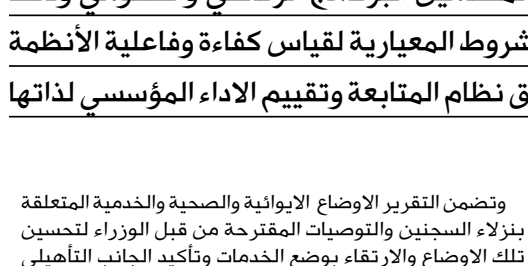 شروط المعيارية لقياس كفاءة وفاعلية الأنظمة
ق نظام المتابعة وتقييم الاداء المؤسسي لذاتها
وتضمن التقرير الاوضاع الايوائية والصحية والخدمية المتعلقة
بنزلاء السجنين والتوصيات المقترحة من قبل الوزراء لتحسين
تلك الاوضاع والارتقاء بوضع الخدمات وتأكيد الجانب التأهيلي